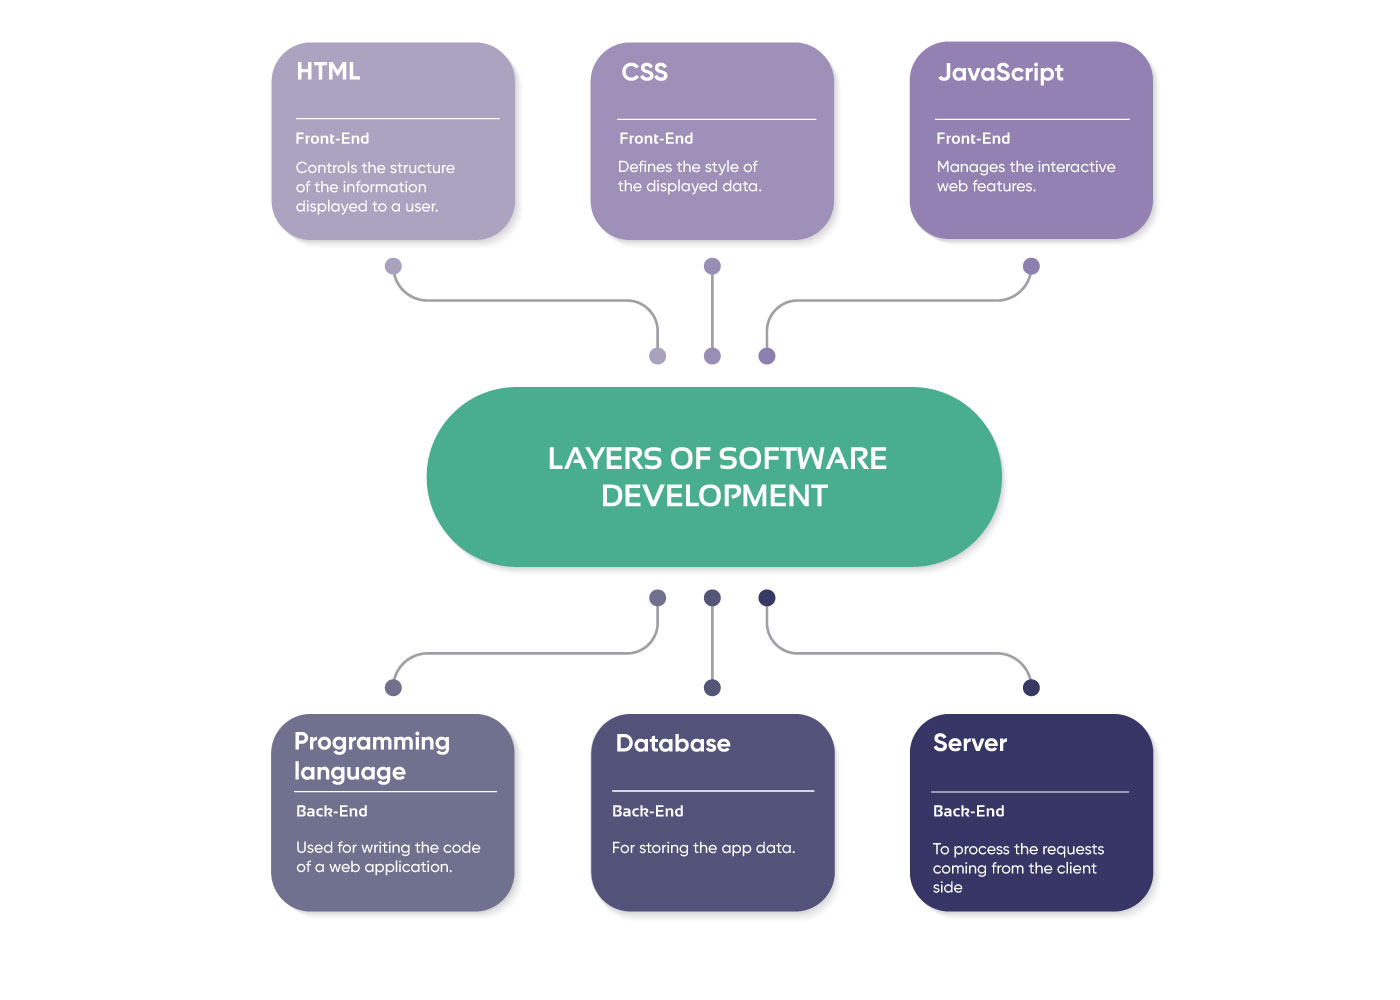 HTML
Front-End
Controls the structure
of the information
displayed to a user.
CSS
Front-End
Defines the style of
the displayed data.
JavaScript
Front-End
Manages the interactive
web features.
LAYERS OF SOFTWARE
DEVELOPMENT
Programming
language
Back-End
Used for writing the code
of a web application.
Database
Back-End
For storing the app data.
Server
Back-End
To process the requests
coming from the client
side